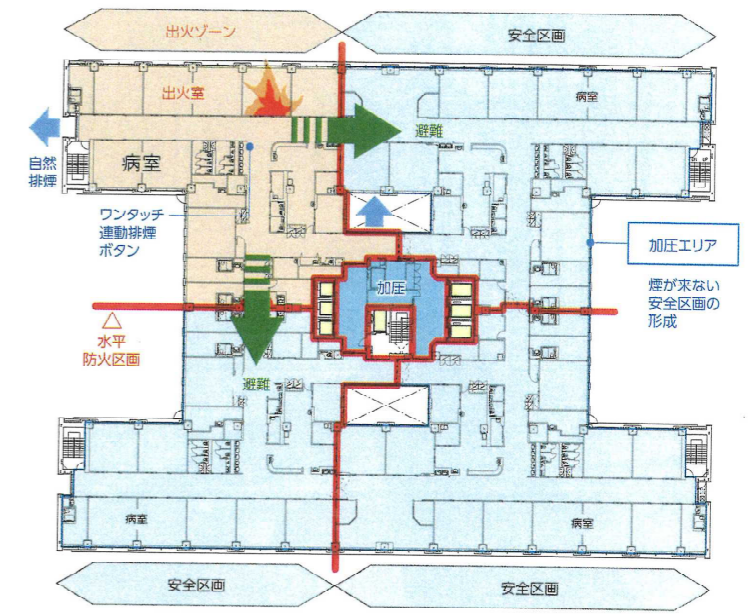 出火ゾーン
安全区画
出火室
病室
避難
自然
排煙
病室
ワンタッチ
連動排煙
ボタン
加圧エリア
加圧
煙が来ない
安全区画の
形成
水平
防火区画
避難
病室
病室
安全区画
安全区画